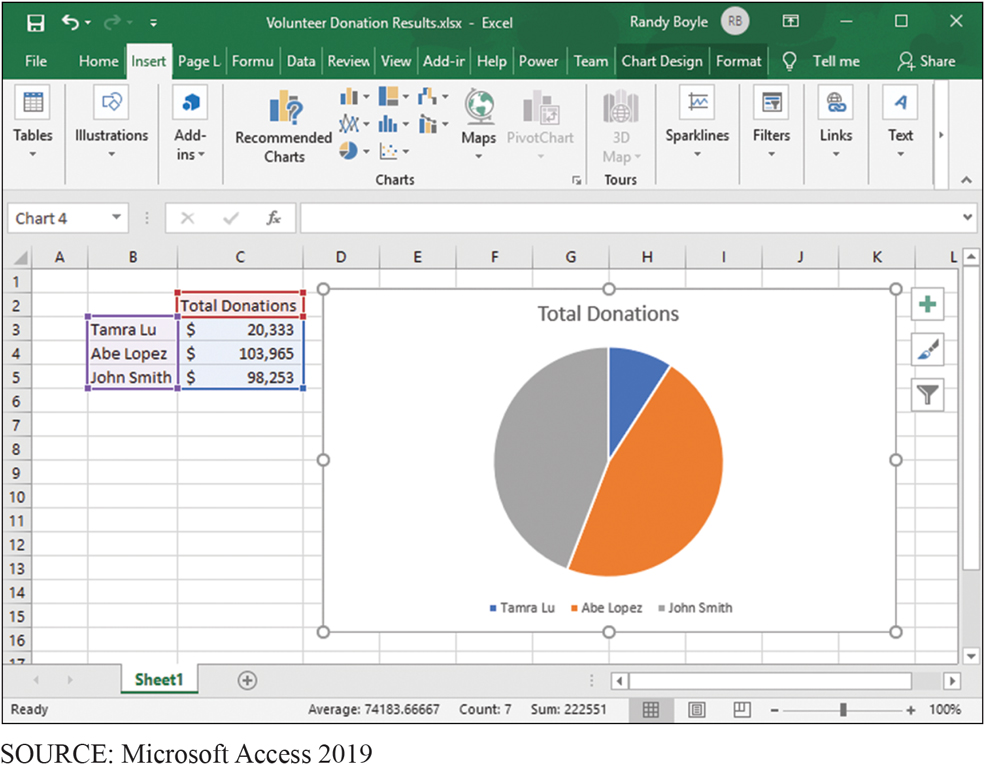 Volunteer Donation Results.xlsx - Excel
Randy Boyle
RB
File Home Insert Page L Formu Data Review View Add-in Help Power Team Chart Design Format Tell me Share
Tables
Illustrations
Add-
ins
Recommended
Charts
Maps
PivotChart
3D
Map
Sparklines
Filters
Links
Text
Charts
Tours
Chart 4
fx
A B C D E F G H I J K L
1
2 Total Donations
3 Tamra Lu $ 20,333
4 Abe Lopez $ 103,965
5 John Smith $ 98,253
6
7
8
9
10
11
12
13
14
15
16
17
Total Donations
Tamra Lu Abe Lopez John Smith
Sheet1
Ready
Average: 74183.66667 Count: 7 Sum: 222551
100%
SOURCE: Microsoft Access 2019